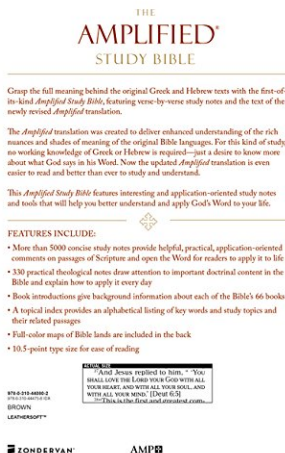 THE
AMPLIFIED®
STUDY BIBLE
Grasp the full meaning behind the original Greek and Hebrew texts with the first-of-
its-kind Amplified Study Bible, featuring verse-by-verse study notes and the text of the
newly revised Amplified translation.
The Amplified translation was created to deliver enhanced understanding of the rich
nuances and shades of meaning of the original Bible languages. For this kind of study,
no working knowledge of Greek or Hebrew is required—just a desire to know more
about what God says in his Word. Now the updated Amplified translation is even
easier to read and better than ever to study and understand.
This Amplified Study Bible features interesting and application-oriented study notes
and tools that will help you better understand and apply God's Word to your life.
FEATURES INCLUDE:
• More than 5000 concise study notes provide helpful, practical, application-oriented
comments on passages of Scripture and open the Word for readers to apply it to life
• 330 practical theological notes draw attention to important doctrinal content in the
Bible and explain how to apply it every day
• Book introductions give background information about each of the Bible's 66 books
• A topical index provides an alphabetical listing of key words and study topics and
their related passages
• Full-color maps of Bible lands are included in the back
• 10.5-point type size for ease of reading
ACTUAL SIZE
37And Jesus replied to him, " 'YOU
SHALL LOVE THE LORD YOUR GOD WITH ALL
YOUR HEART, AND WITH ALL YOUR SOUL, AND
WITH ALL YOUR MIND.' [Deut 6:5]
38This is the first and greatest com-
BROWN
LEATHERSOFT™
ZONDERVAN®
AMP